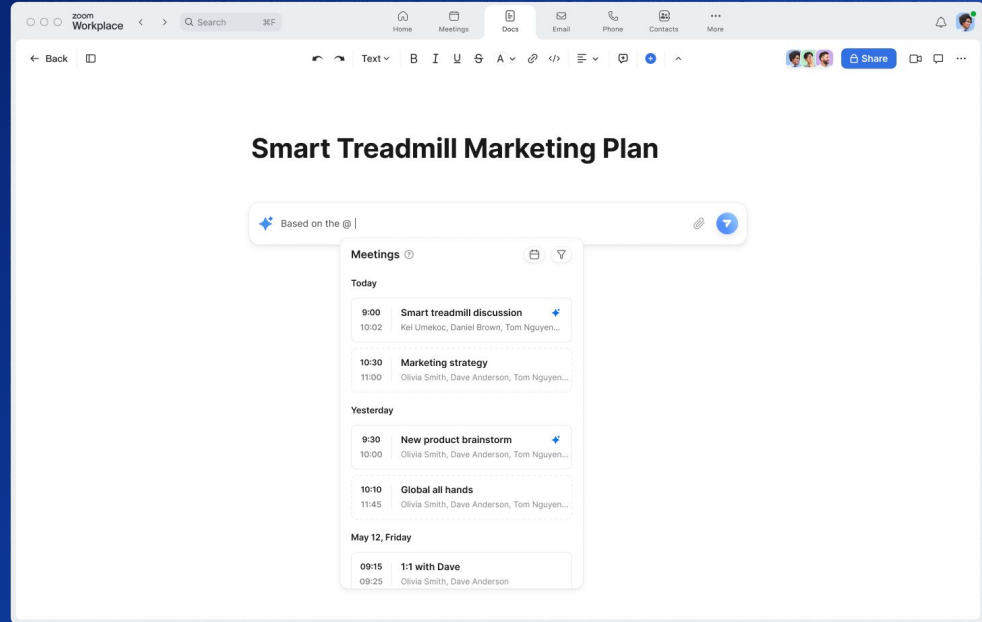 zoom
Workplace
Search ⌘F
Home
Meetings
Docs
Email
Phone
Contacts
More
Back
Text
B I U S A </>
Share
Smart Treadmill Marketing Plan
Based on the @
Meetings
Today
9:00 Smart treadmill discussion
10:02 Kei Umekoc, Daniel Brown, Tom Nguyen...
10:30 Marketing strategy
11:00 Olivia Smith, Dave Anderson, Tom Nguyen...
Yesterday
9:30 New product brainstorm
10:00 Olivia Smith, Dave Anderson, Tom Nguyen...
10:10 Global all hands
11:45 Olivia Smith, Dave Anderson, Tom Nguyen...
May 12, Friday
09:15 1:1 with Dave
09:25 Olivia Smith, Dave Anderson